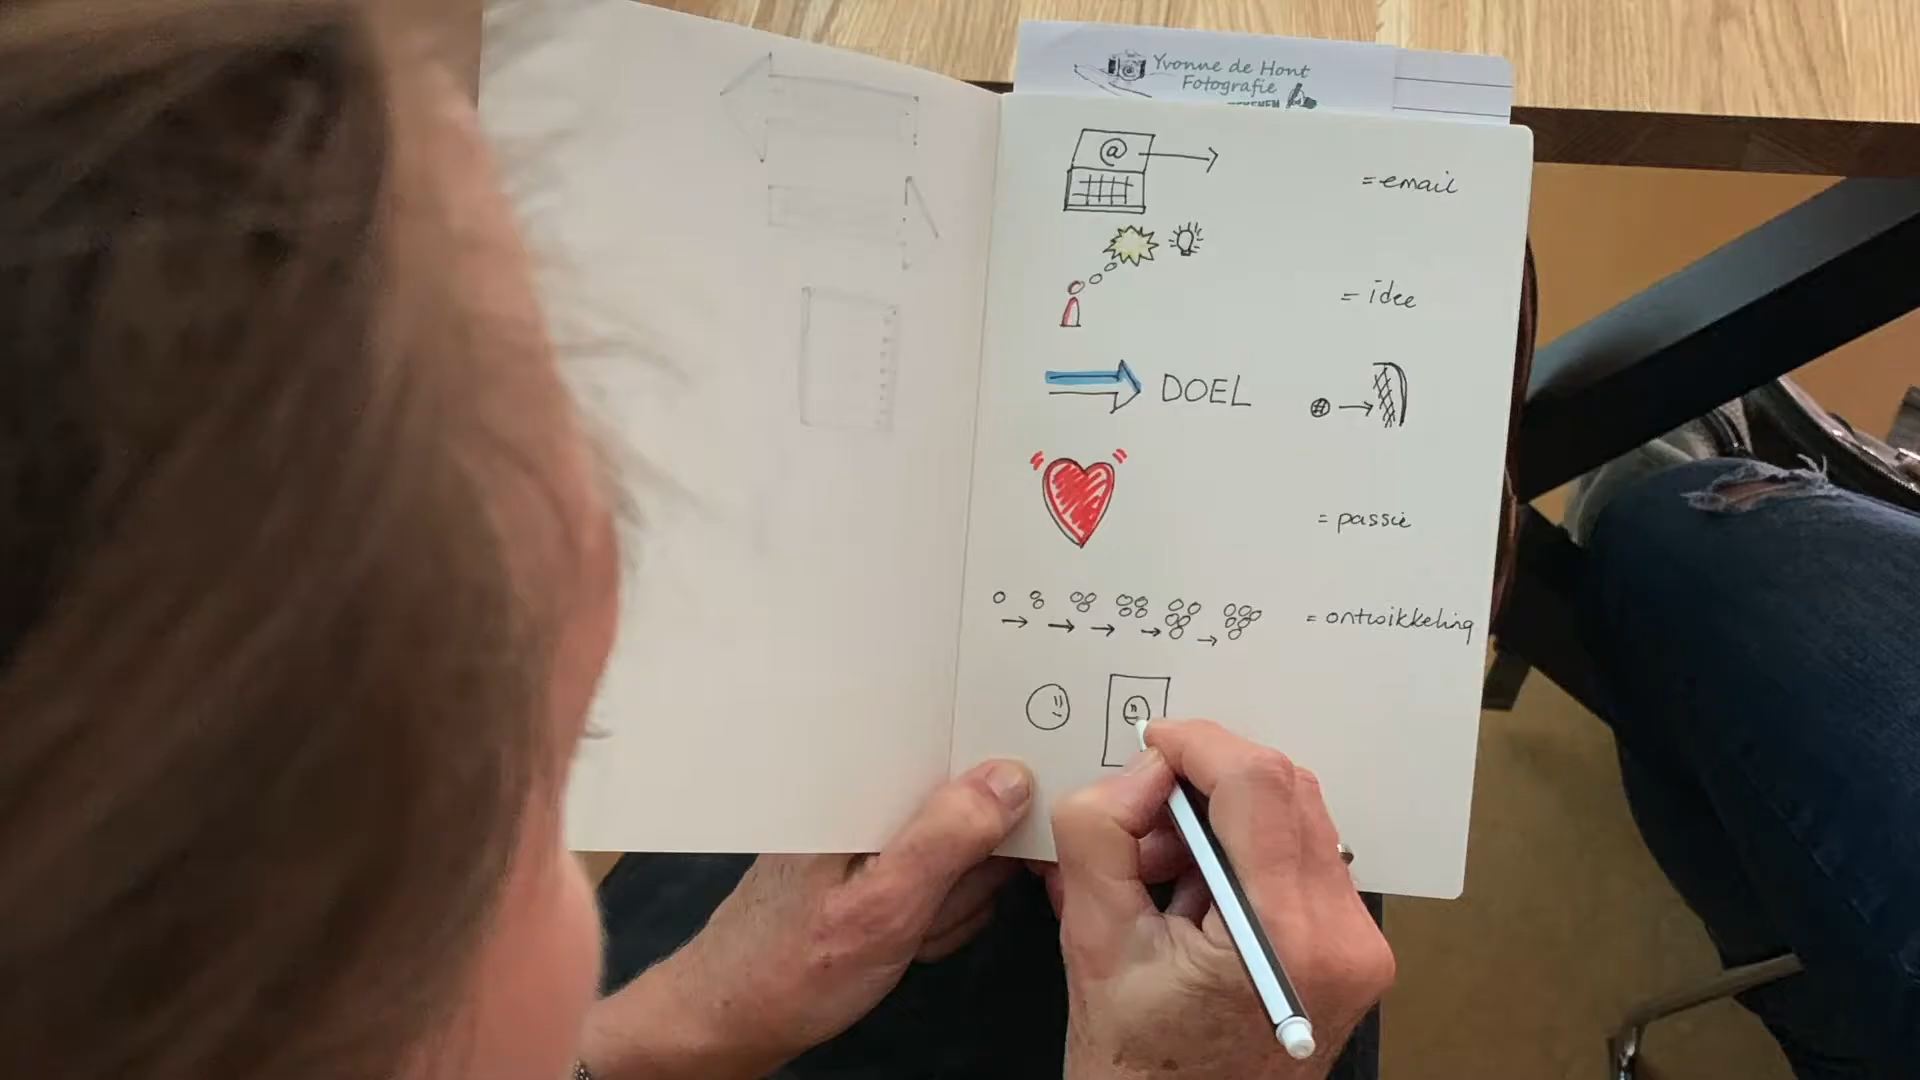 Yvonne de Hont
Fotografie
@
= email
= idee
DOEL
= passie
= ontwikkeling